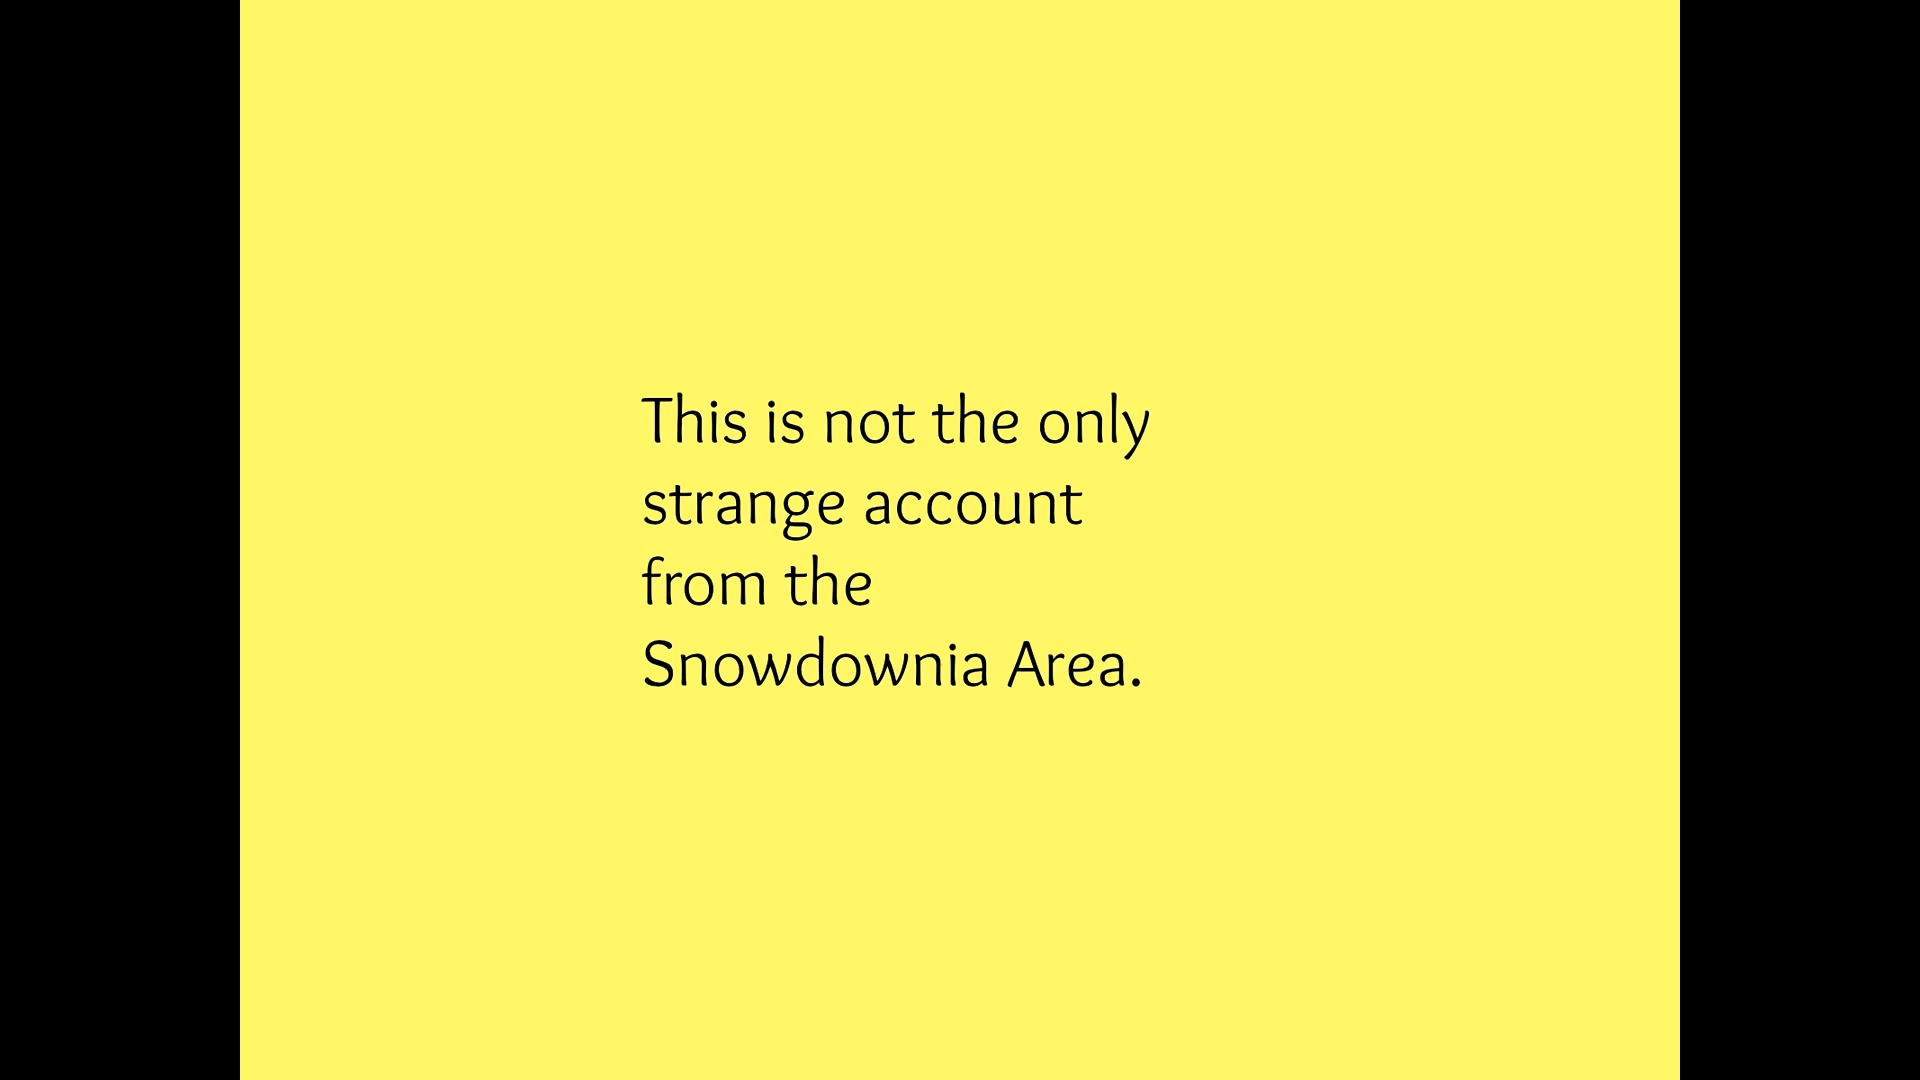 This is not the only
strange account
from the
Snowdownia Area.